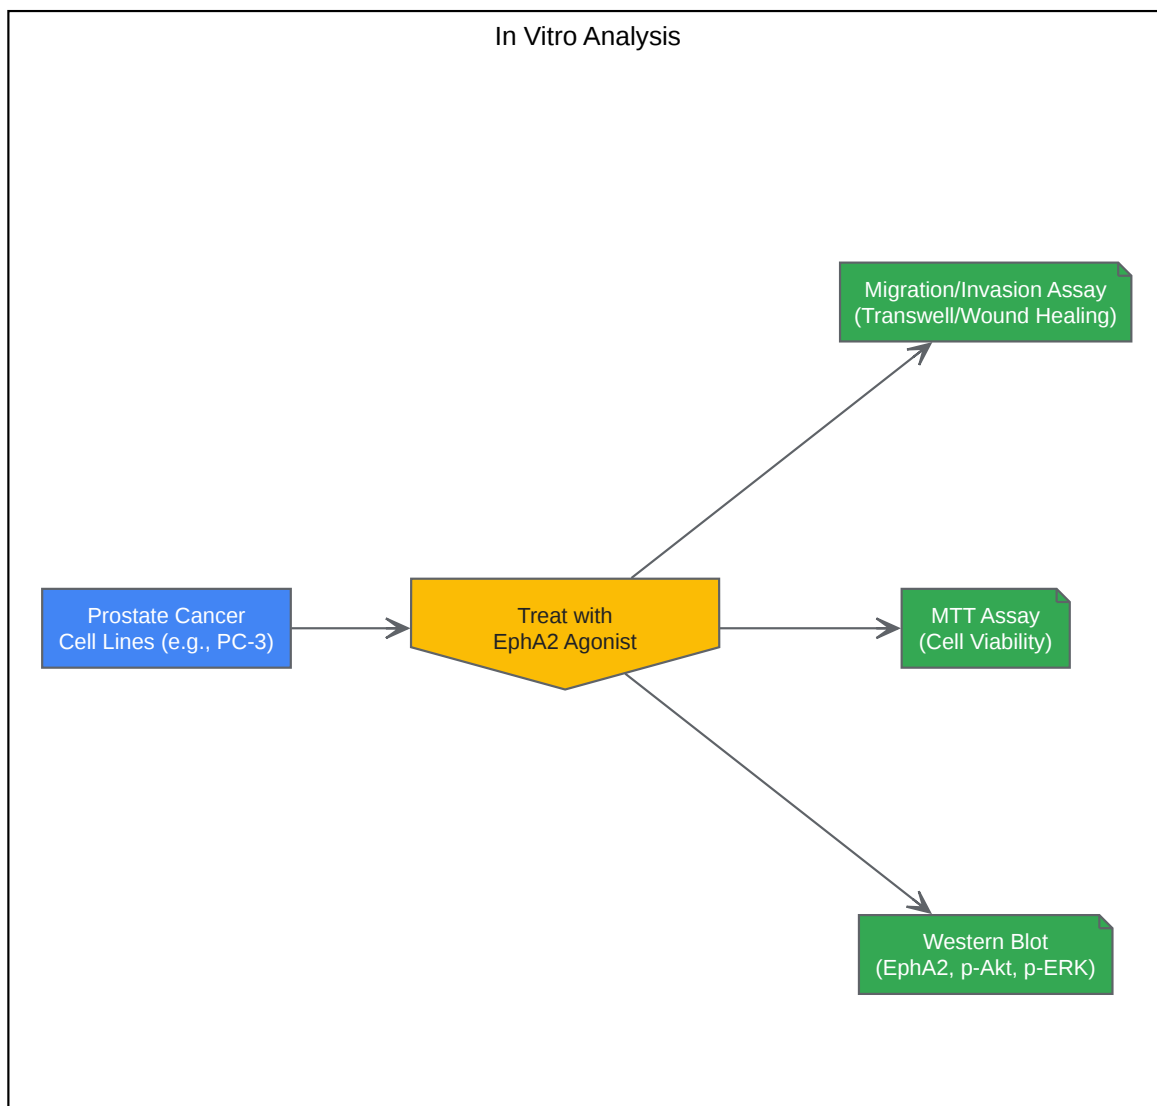 In Vitro Analysis
Migration/Invasion Assay
(Transwell/Wound Healing)
Prostate Cancer
Cell Lines (e.g., PC-3)
Treat with
EphA2 Agonist
MTT Assay
(Cell Viability)
Western Blot
(EphA2, p-Akt, p-ERK)